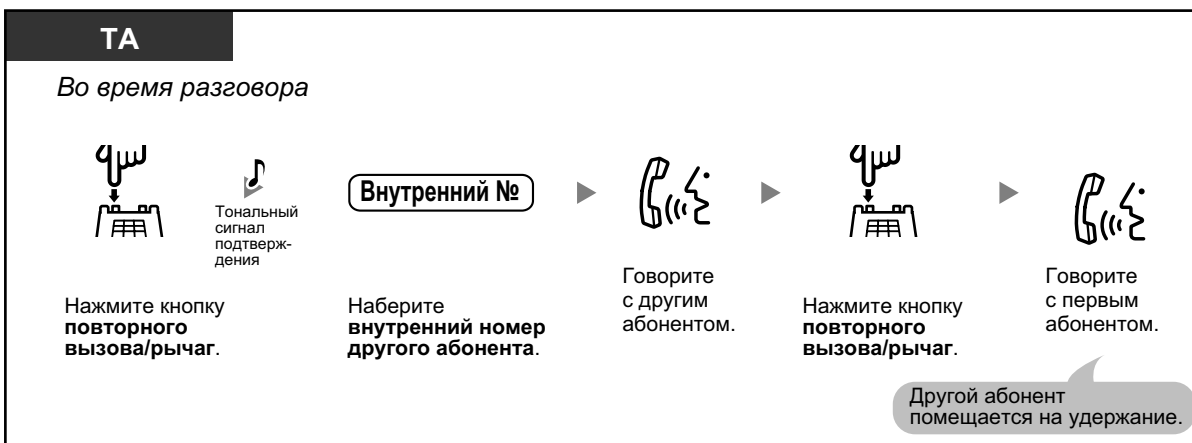 ТА
Во время разговора
Тональный
сигнал
подтверж-
дения
Внутренний №
Нажмите кнопку
повторного
вызова/рычаг.
Наберите
внутренний номер
другого абонента.
Говорите
с другим
абонентом.
Нажмите кнопку
повторного
вызова/рычаг.
Говорите
с первым
абонентом.
Другой абонент
помещается на удержание.